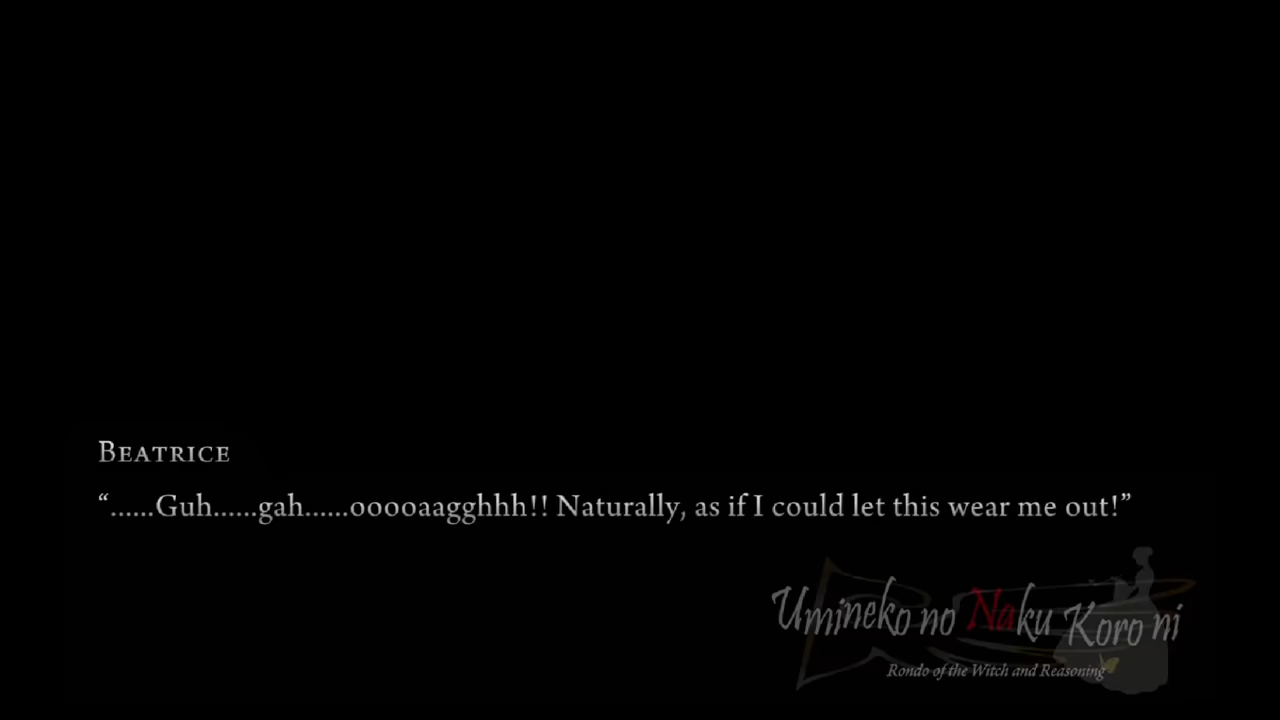 Beatrice
“......Guh......gah......ooooaagghhh!! Naturally, as if I could let this wear me out!”
Umineko no Naku Koro ni
Rondo of the Witch and Reasoning